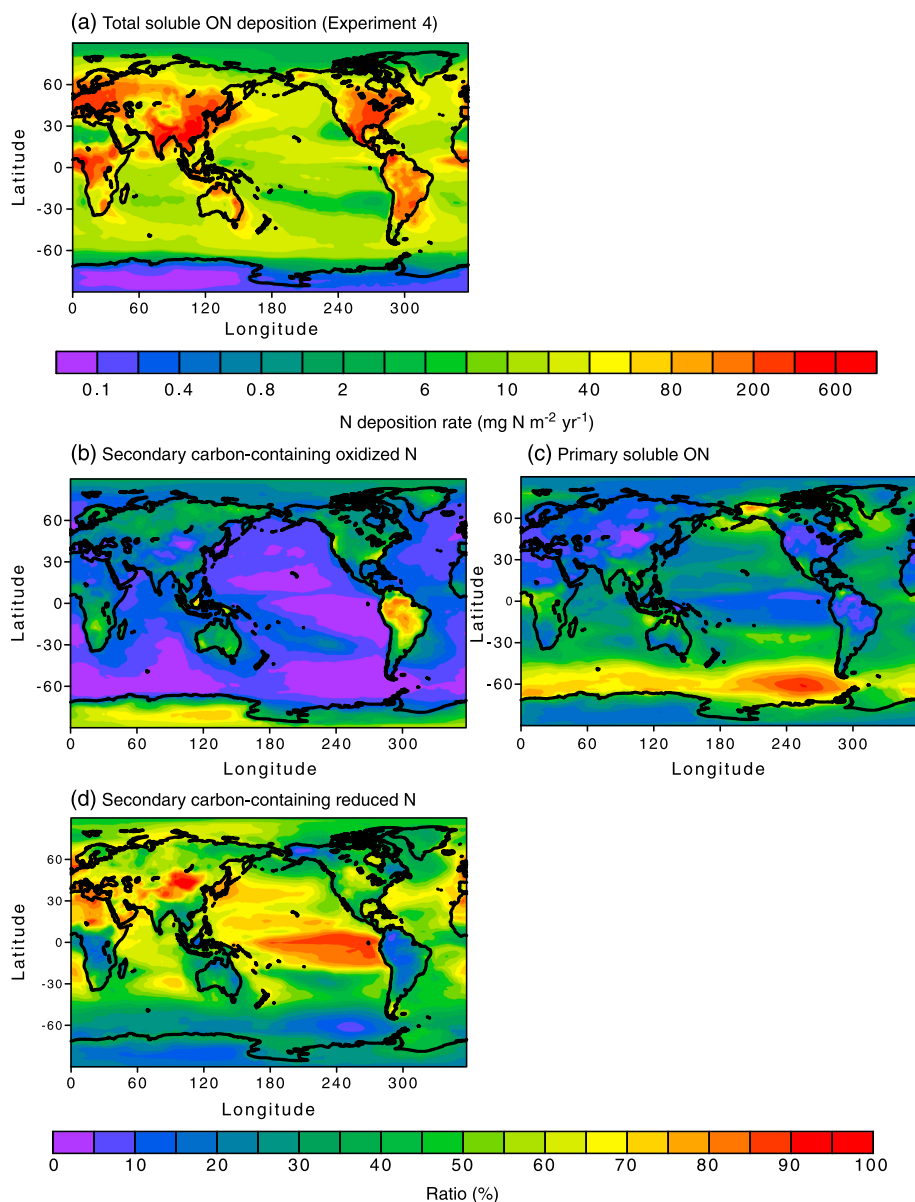 (a) Total soluble ON deposition (Experiment 4)
Latitude
60
30
0
-30
-60
0 60 120 180 240 300
Longitude
0.1 0.4 0.8 2 6 10 40 80 200 600
N deposition rate (mg N m⁻² yr⁻¹)
(b) Secondary carbon-containing oxidized N
Latitude
60
30
0
-30
-60
0 60 120 180 240 300
Longitude
(c) Primary soluble ON
Latitude
60
30
0
-30
-60
0 60 120 180 240 300
Longitude
(d) Secondary carbon-containing reduced N
Latitude
60
30
0
-30
-60
0 60 120 180 240 300
Longitude
0 10 20 30 40 50 60 70 80 90 100
Ratio (%)